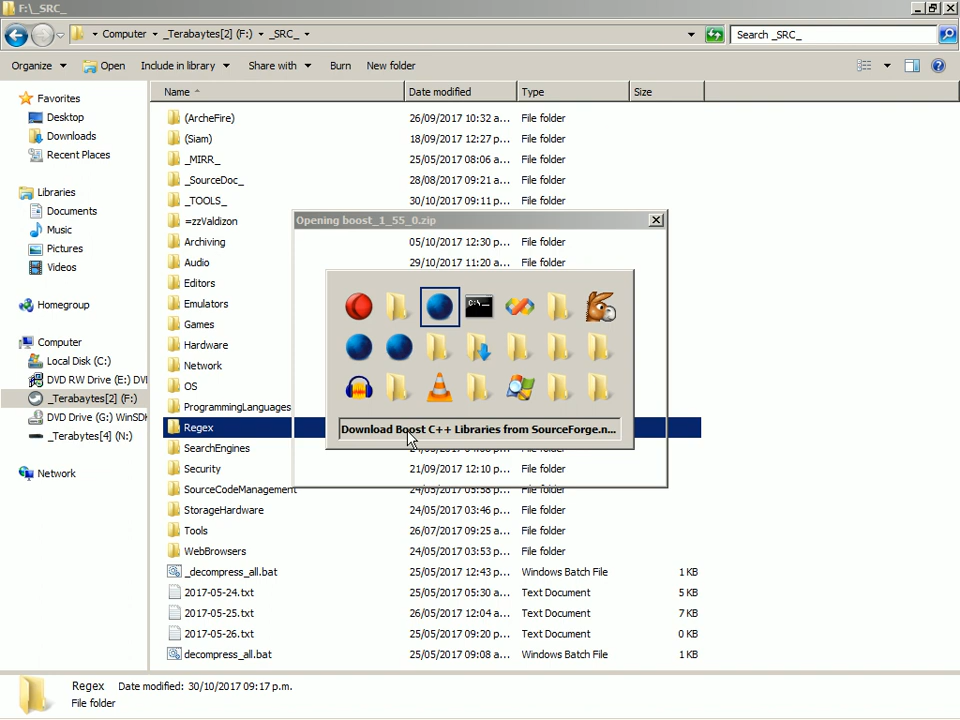 F:\_SRC_
Computer _Terabytes[2] (F:) _SRC_
Search _SRC_
Organize Open Include in library Share with Burn New folder
Name Date modified Type Size
Favorites
Desktop
Downloads
Recent Places
Libraries
Documents
Music
Pictures
Videos
Homegroup
Computer
Local Disk (C:)
DVD RW Drive (E:) DVI
_Terabytes[2] (F:)
DVD Drive (G:) WinSDK
_Terabytes[4] (N:)
Network
(ArcheFire) 26/09/2017 10:32 a... File folder
(Siam) 18/09/2017 12:27 p... File folder
_MIRR_ 25/05/2017 08:06 a... File folder
_SourceDoc_ 28/08/2017 09:21 a... File folder
_TOOLS_ 30/10/2017 09:11 p... File folder
=zzValdizon
Archiving 05/10/2017 12:30 p... File folder
Audio 29/10/2017 11:20 a... File folder
Editors
Emulators
Games
Hardware
Network
OS
ProgrammingLanguages
Regex
SearchEngines
Security 21/09/2017 12:10 p... File folder
SourceCodeManagement 24/05/2017 05:58 p... File folder
StorageHardware 24/05/2017 03:46 p... File folder
Tools 26/07/2017 09:25 a... File folder
WebBrowsers 24/05/2017 03:53 p... File folder
_decompress_all.bat 25/05/2017 12:43 p... Windows Batch File 1 KB
2017-05-24.txt 25/05/2017 05:30 a... Text Document 5 KB
2017-05-25.txt 26/05/2017 12:04 a... Text Document 7 KB
2017-05-26.txt 25/05/2017 09:20 p... Text Document 0 KB
decompress_all.bat 25/05/2017 09:08 a... Windows Batch File 1 KB
Opening boost_1_55_0.zip
C:\_
Download Boost C++ Libraries from SourceForge.n...
Regex Date modified: 30/10/2017 09:17 p.m.
File folder